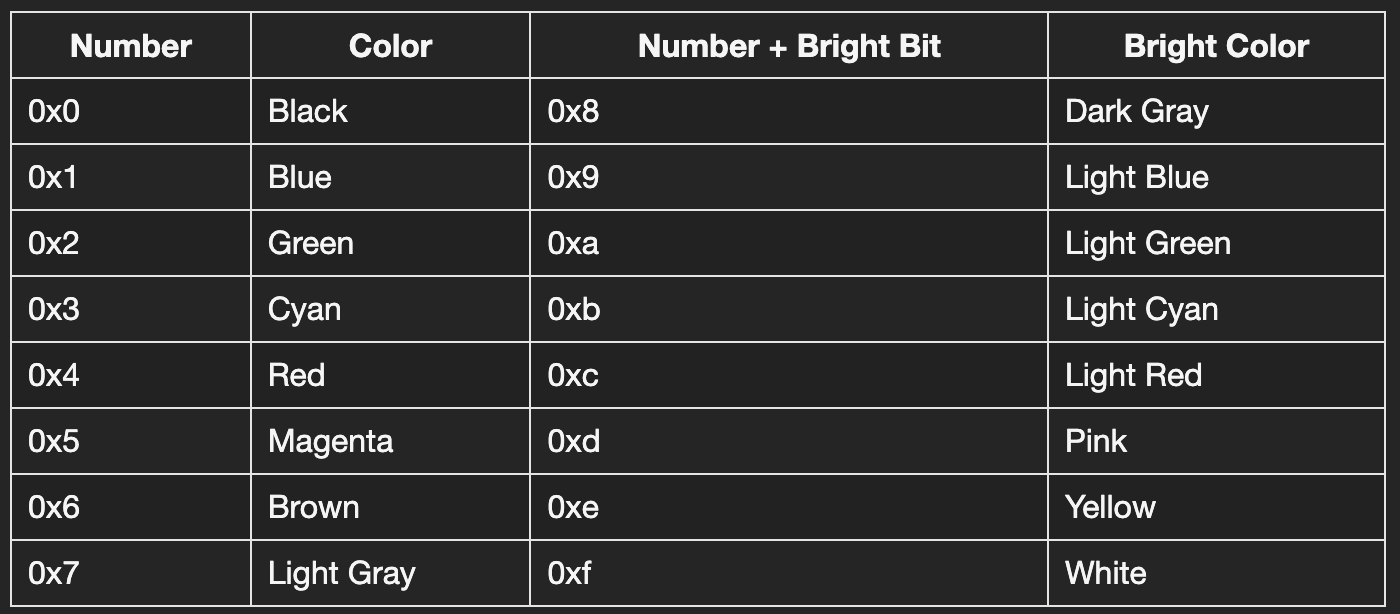 Number Color Number + Bright Bit Bright Color
0x0 Black 0x8 Dark Gray
0x1 Blue 0x9 Light Blue
0x2 Green 0xa Light Green
0x3 Cyan 0xb Light Cyan
0x4 Red 0xc Light Red
0x5 Magenta 0xd Pink
0x6 Brown 0xe Yellow
0x7 Light Gray 0xf White